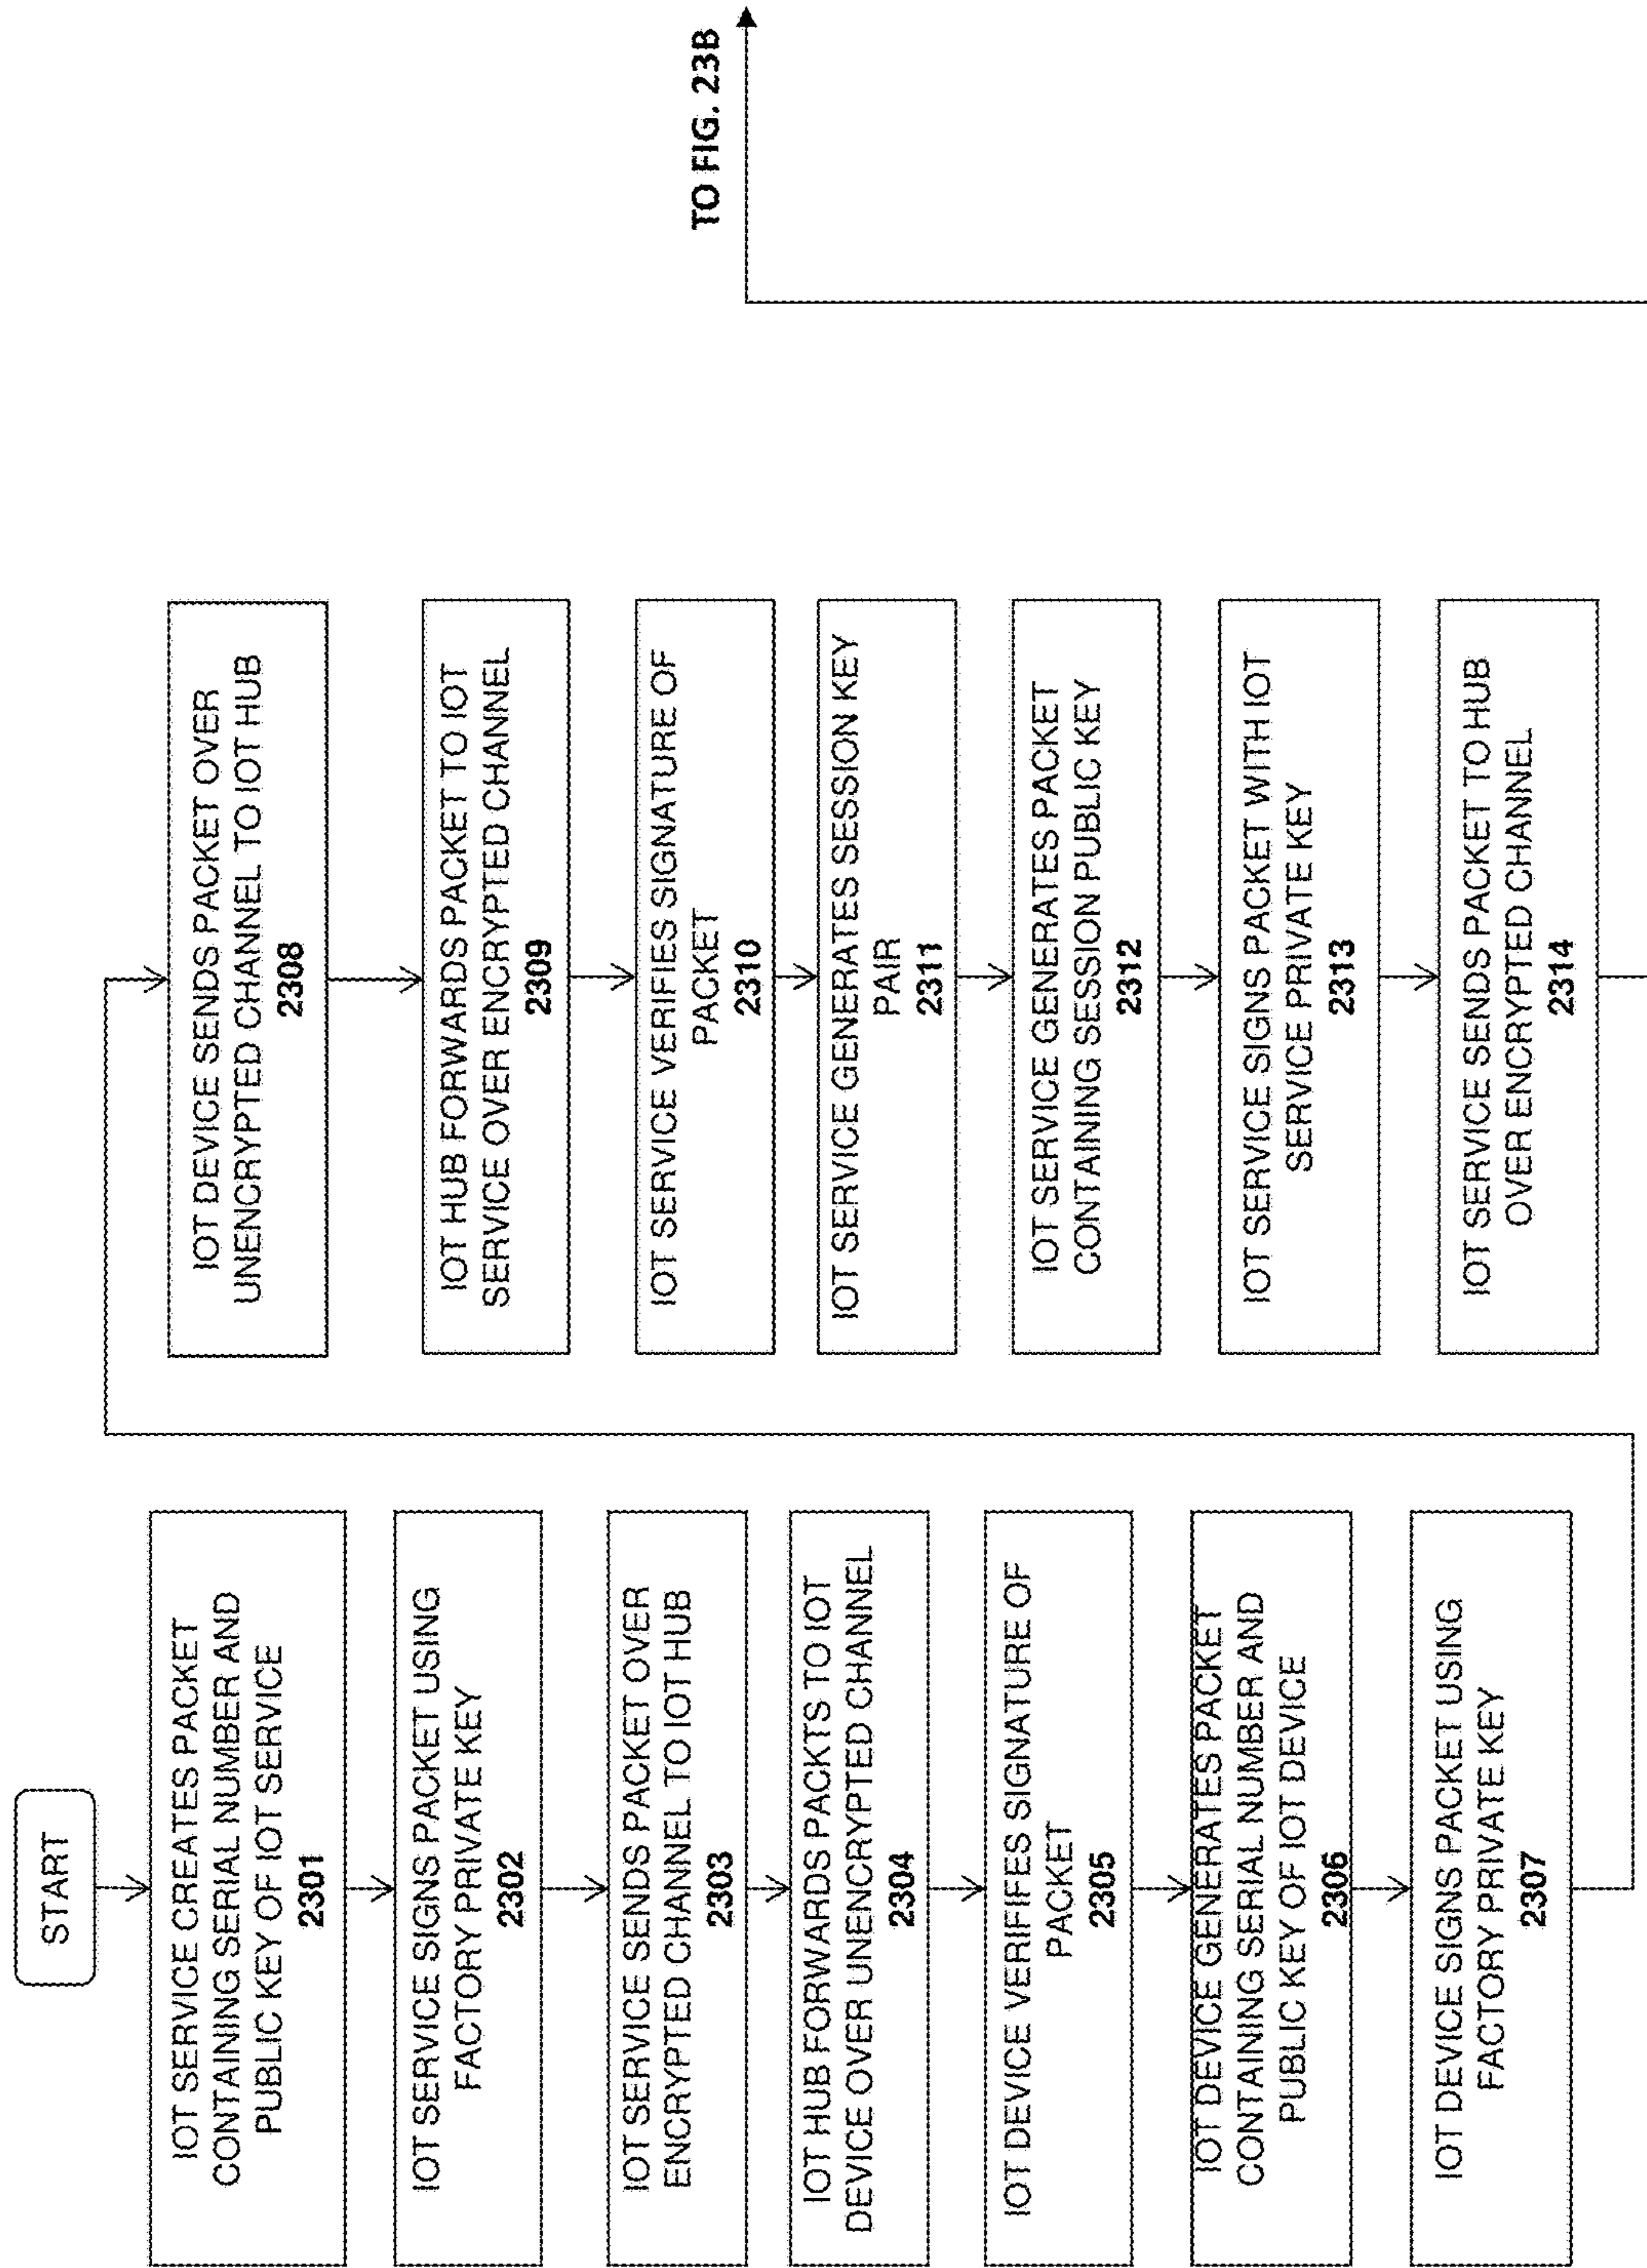 START
IOT SERVICE CREATES PACKET
CONTAINING SERIAL NUMBER AND
PUBLIC KEY OF IOT SERVICE
2301
IOT SERVICE SIGNS PACKET USING
FACTORY PRIVATE KEY
2302
IOT SERVICE SENDS PACKET OVER
ENCRYPTED CHANNEL TO IOT HUB
2303
IOT HUB FORWARDS PACKTS TO IOT
DEVICE OVER UNENCRYPTED CHANNEL
2304
IOT DEVICE VERIFIFES SIGNATURE OF
PACKET
2305
IOT DEVICE GENERATES PACKET
CONTAINING SERIAL NUMBER AND
PUBLIC KEY OF IOT DEVICE
2306
IOT DEVICE SIGNS PACKET USING
FACTORY PRIVATE KEY
2307
IOT DEVICE SENDS PACKET OVER
UNENCRYPTED CHANNEL TO IOT HUB
2308
IOT HUB FORWARDS PACKET TO IOT
SERVICE OVER ENCRYPTED CHANNEL
2309
IOT SERVICE VERIFIES SIGNATURE OF
PACKET
2310
IOT SERVICE GENERATES SESSION KEY
PAIR
2311
IOT SERVICE GENERATES PACKET
CONTAINING SESSION PUBLIC KEY
2312
IOT SERVICE SIGNS PACKET WITH IOT
SERVICE PRIVATE KEY
2313
IOT SERVICE SENDS PACKET TO HUB
OVER ENCRYPTED CHANNEL
2314
TO FIG. 23B